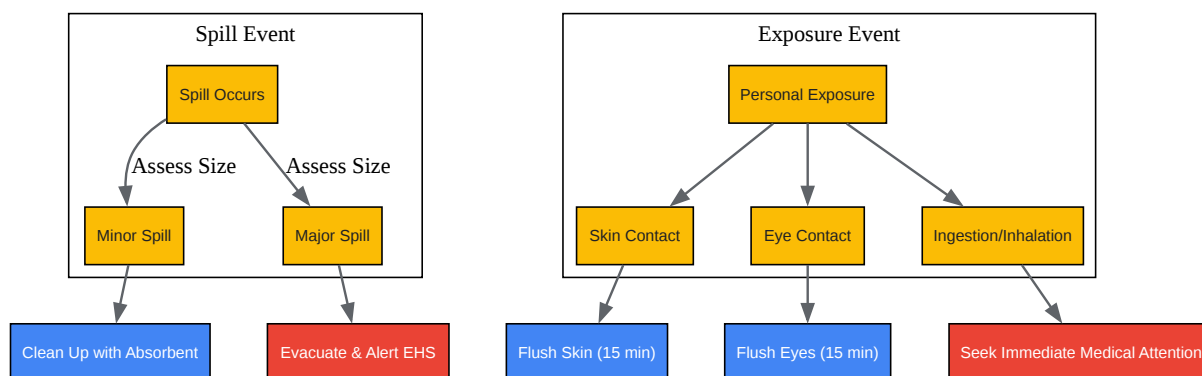 Spill Event
Spill Occurs
Assess Size
Assess Size
Minor Spill
Major Spill
Clean Up with Absorbent
Evacuate & Alert EHS
Exposure Event
Personal Exposure
Skin Contact
Eye Contact
Ingestion/Inhalation
Flush Skin (15 min)
Flush Eyes (15 min)
Seek Immediate Medical Attention